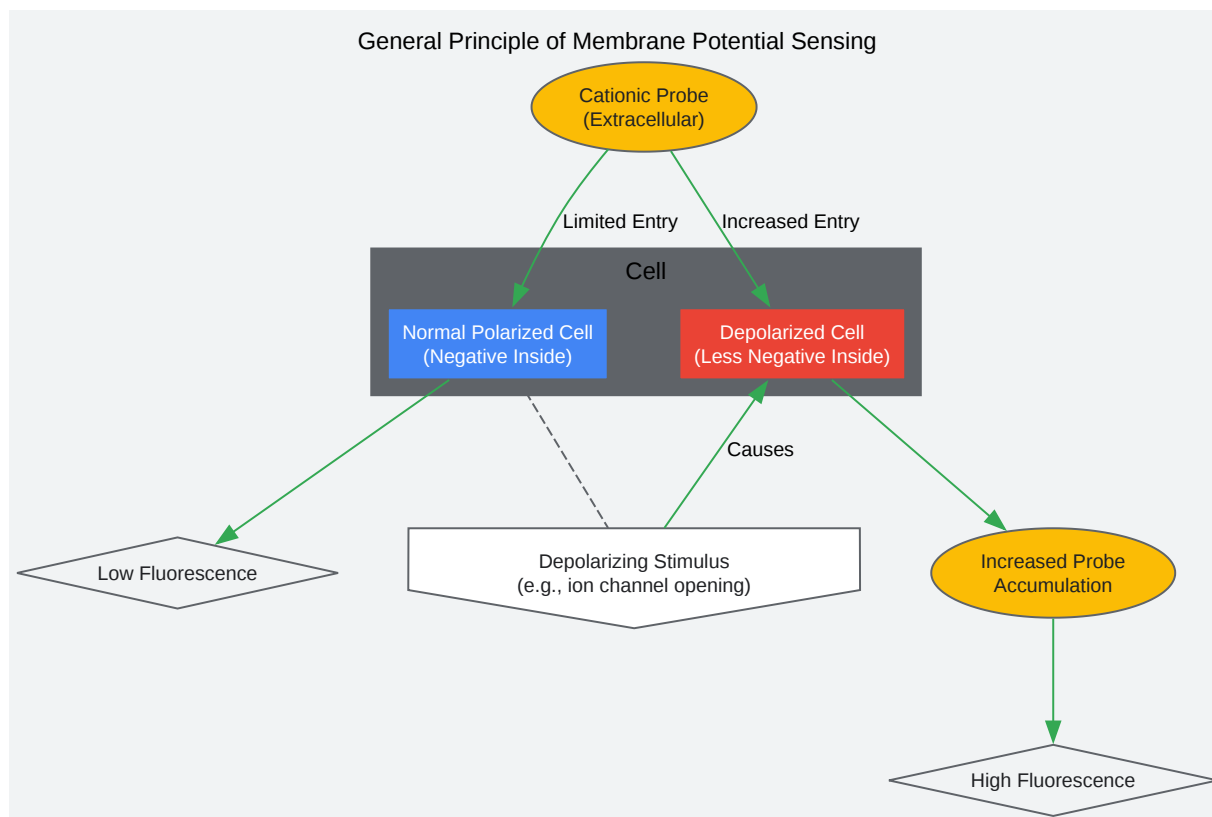 General Principle of Membrane Potential Sensing
Cationic Probe
(Extracellular)
Limited Entry
Increased Entry
Cell
Normal Polarized Cell
(Negative Inside)
Depolarized Cell
(Less Negative Inside)
Causes
Low Fluorescence
Depolarizing Stimulus
(e.g., ion channel opening)
Increased Probe
Accumulation
High Fluorescence